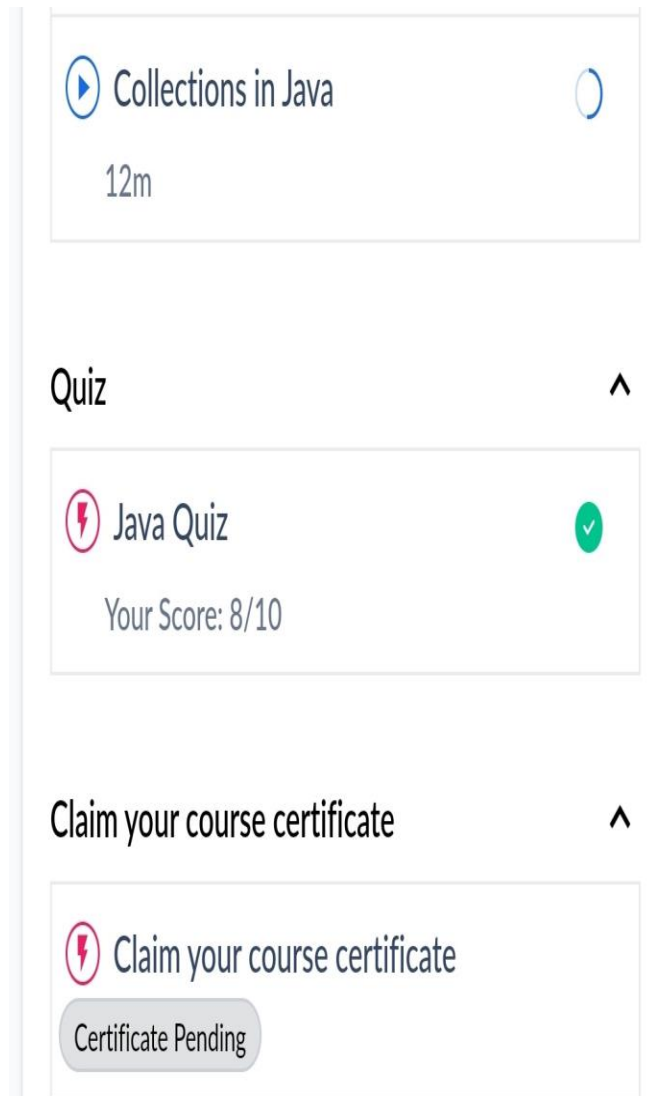 Collections in Java
12m
Quiz
Java Quiz
Your Score: 8/10
Claim your course certificate
Claim your course certificate
Certificate Pending